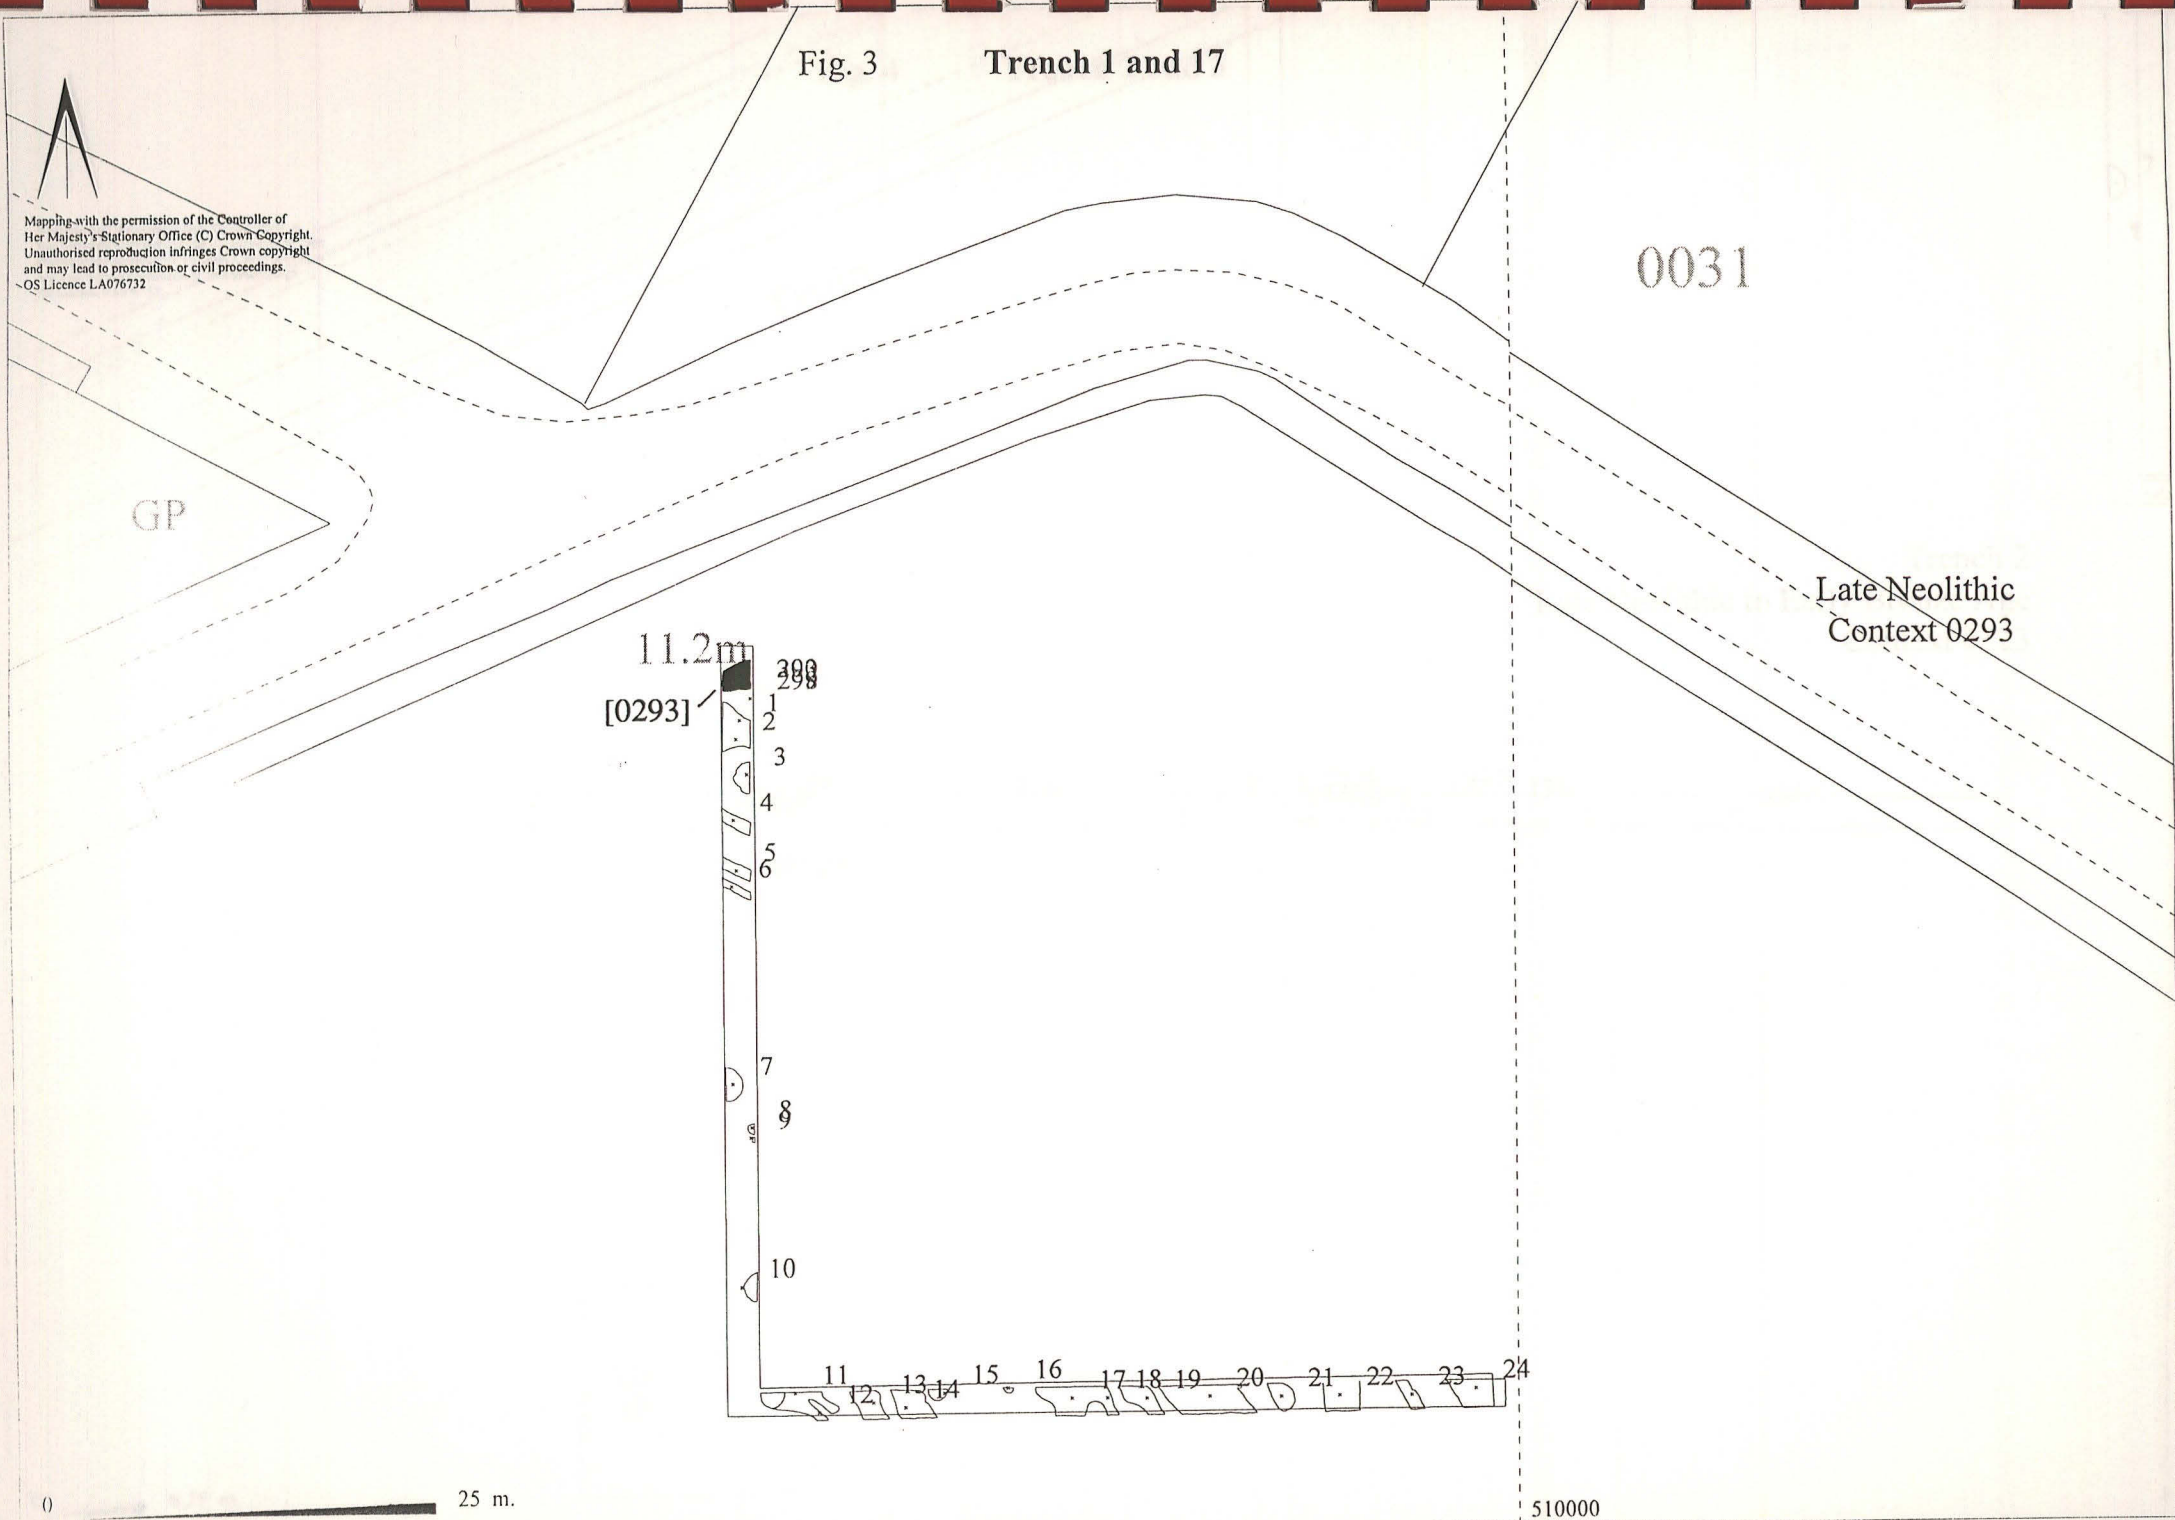 Fig. 3 Trench 1 and 17
Mapping with the permission of the Controller of
Her Majesty's Stationary Office (C) Crown Copyright.
Unauthorised reproduction infringes Crown copyright
and may lead to prosecution or civil proceedings.
OS Licence LA076732
0031
GP
Late Neolithic
Context 0293
11.2m
[0293]
1
2
3
4
5
6
7
8
9
10
11
12
13
14
15
16
17
18
19
20
21
22
23
24
0
25 m.
510000